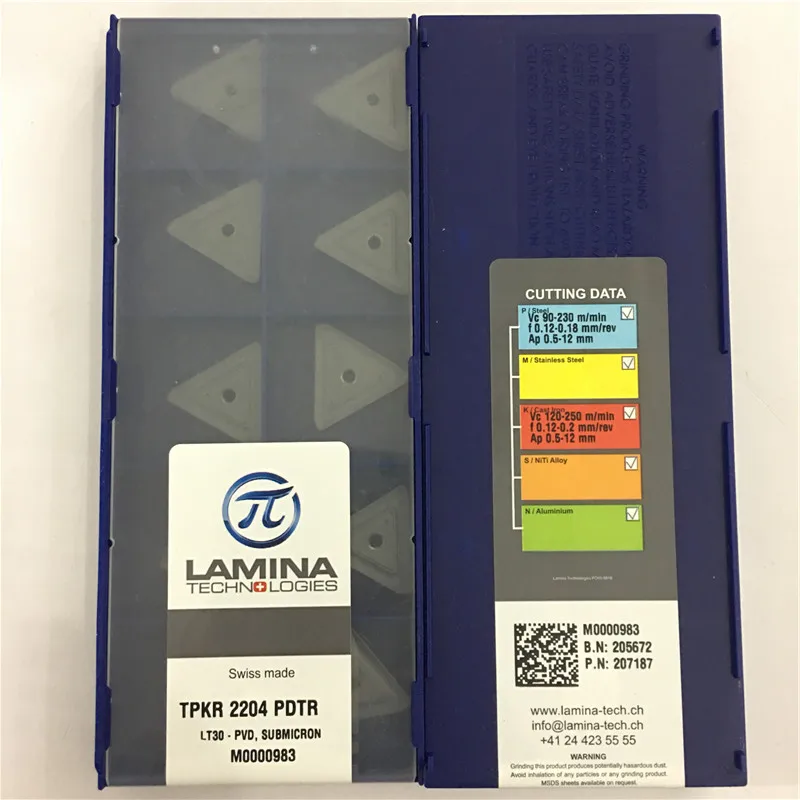 π
LAMINA
TECHNOLOGIES
Swiss made
TPKR 2204 PDTR
LT30 - PVD, SUBMICRON
M0000983
WARNING
CUTTING DATA
P / Steel
Vc 90-230 m/min
f 0.12-0.18 mm/rev
Ap 0.5-12 mm
M / Stainless Steel
K / Cast Iron
Vc 120-250 m/min
f 0.12-0.2 mm/rev
Ap 0.5-12 mm
S / NiTi Alloy
N / Aluminium
M0000983
B.N: 205672
P.N: 207187
www.lamina-tech.ch
info@lamina-tech.ch
+41 24 423 55 55
WARNING
Grinding this product produces potentially hazardous dust.
Avoid inhalation of any particles or any grinding product.
MSDS sheets available on request.